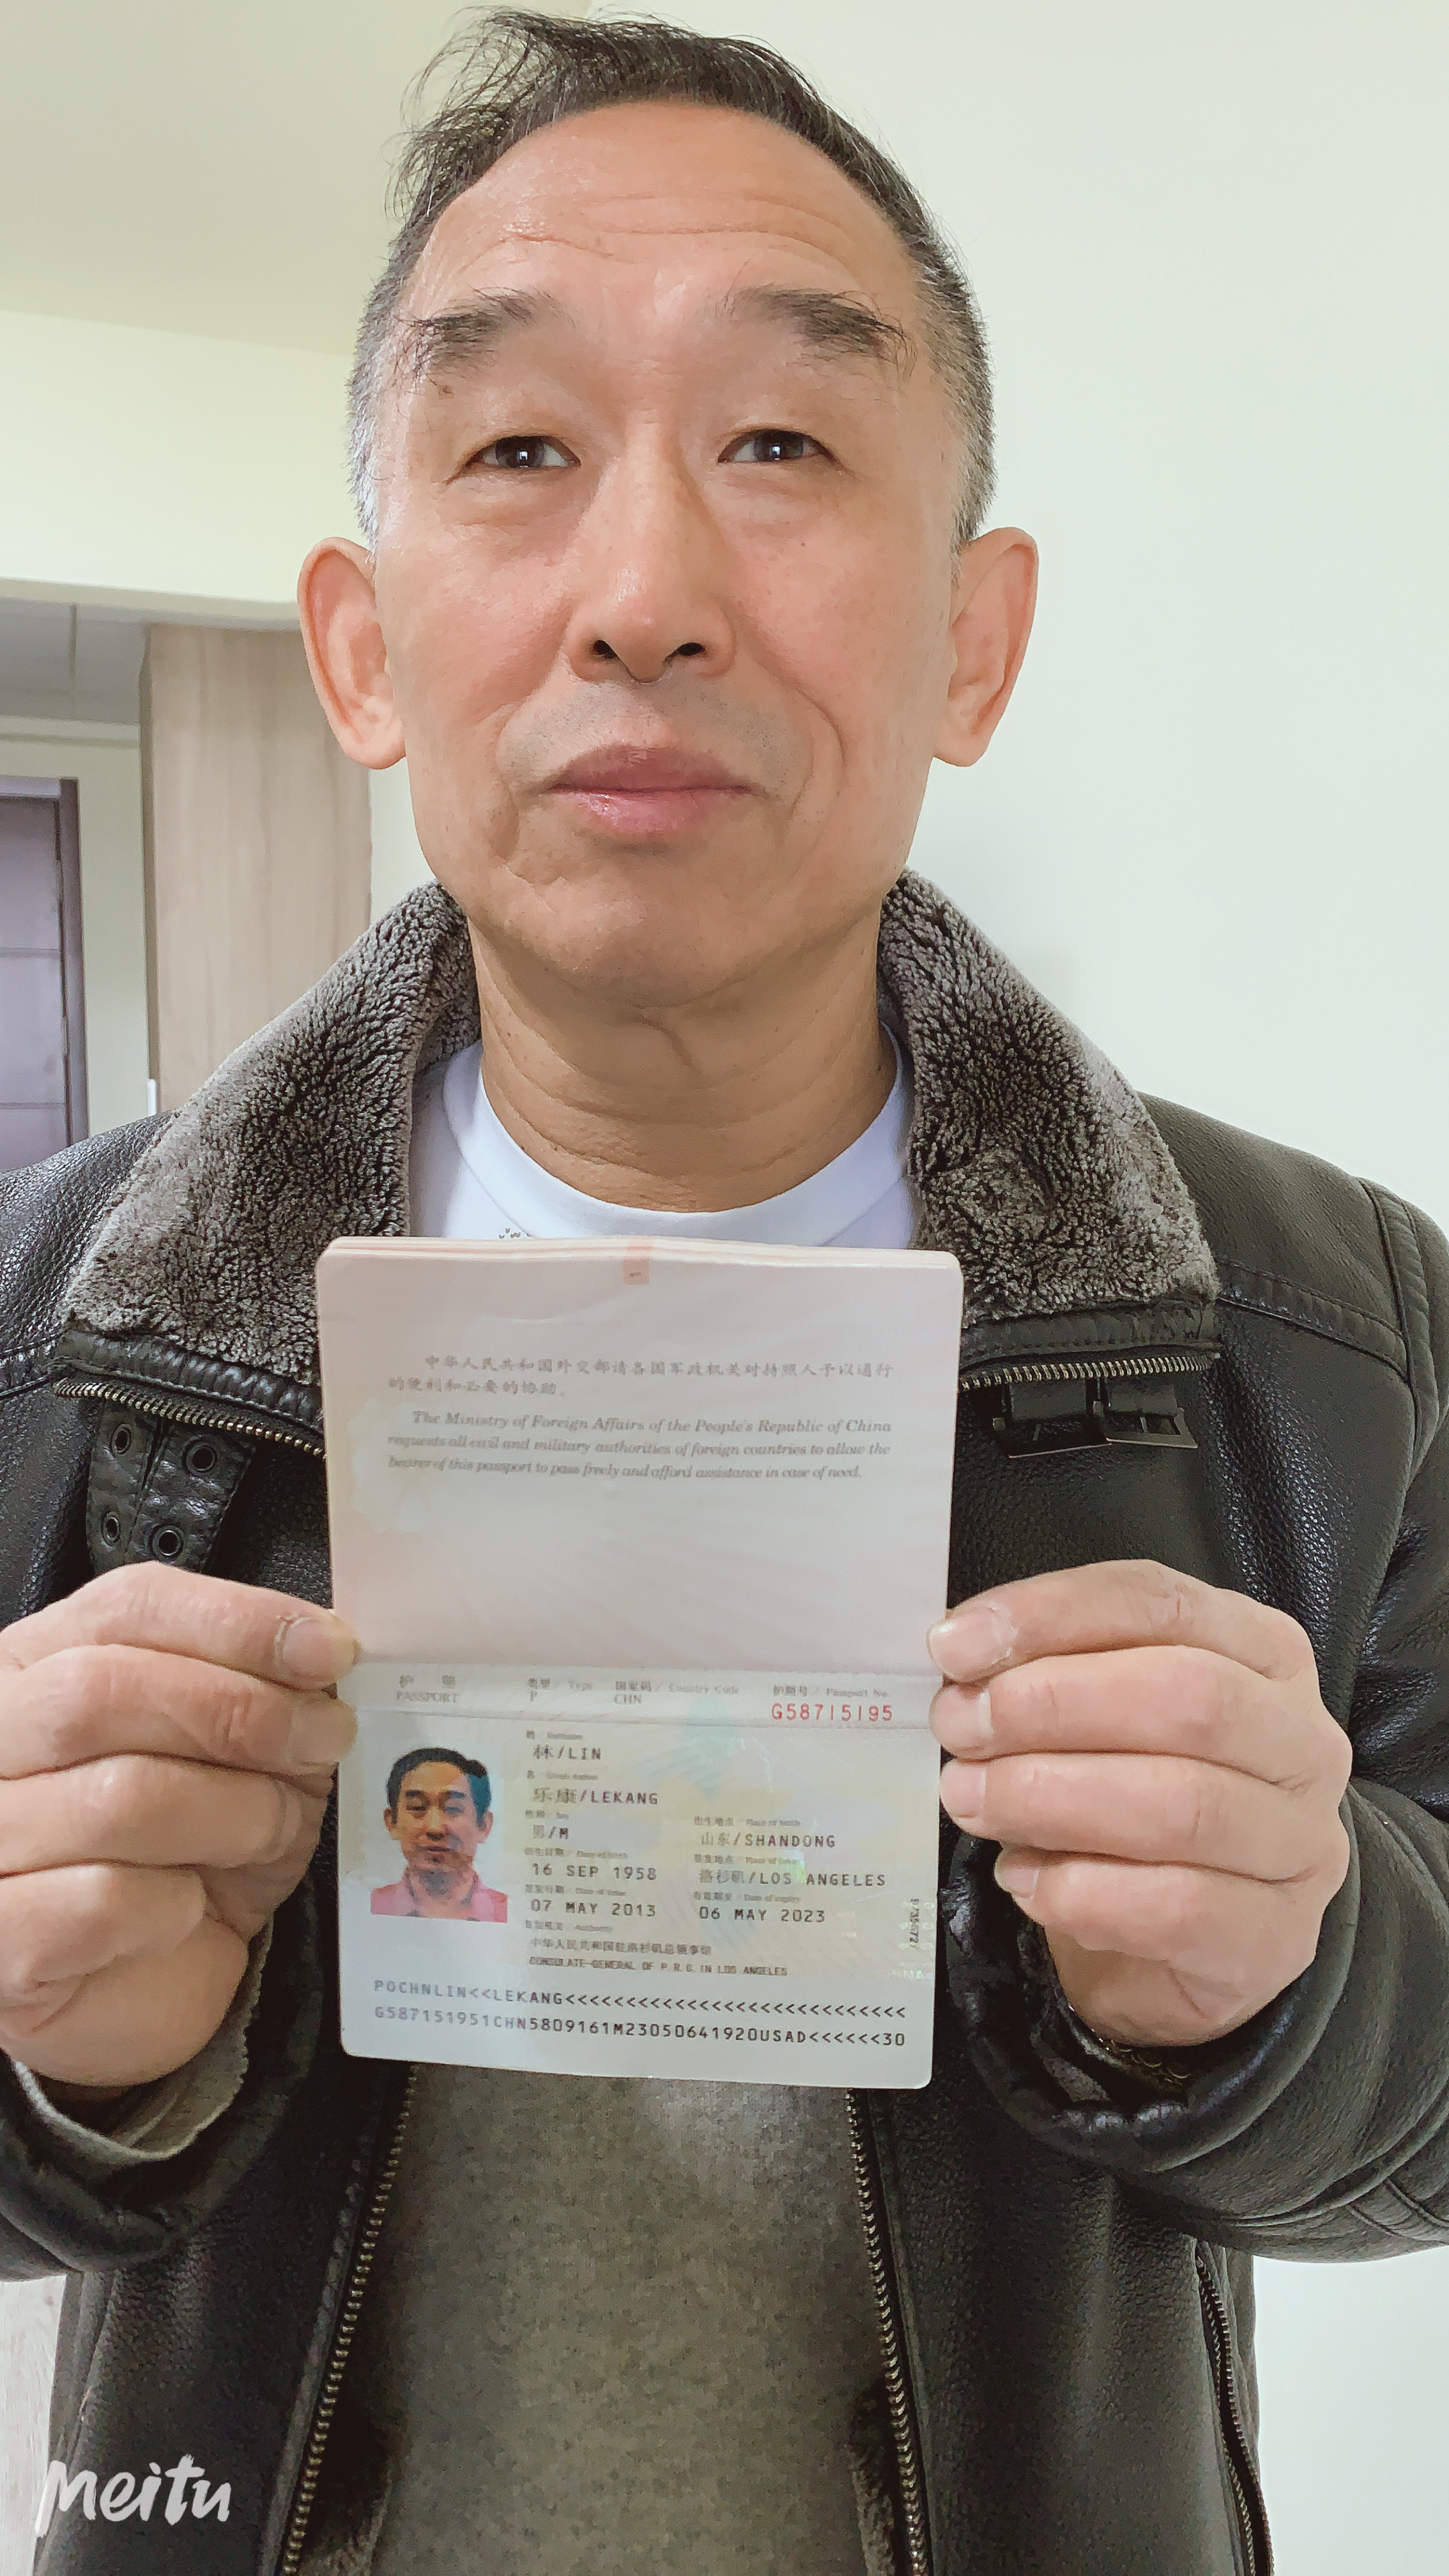 中华人民共和国外交部请各国军政机关对持照人予以通行
的便利和必要的协助。
The Ministry of Foreign Affairs of the People's Republic of China
requests all civil and military authorities of foreign countries to allow the
bearer of this passport to pass freely and afford assistance in case of need.
护 照 类型 / Type 国家码 / Country Code 护照号 / Passport No.
PASSPORT P CHN G58715195
姓 / Surname
林/LIN
名 / Given names
乐康/LEKANG
性别 / Sex 出生地点 / Place of birth
男/M 山东/SHANDONG
出生日期 / Date of birth 签发地点 / Place of issue
16 SEP 1958 洛杉矶/LOS ANGELES
签发日期 / Date of issue 有效期至 / Date of expiry
07 MAY 2013 06 MAY 2023
签发机关 / Authority
中华人民共和国驻洛杉矶总领事馆
CONSULATE-GENERAL OF P.R.C. IN LOS ANGELES
POCHNLIN<<LEKANG<<<<<<<<<<<<<<<<<<<<<<<<<<<<
G587151951CHN5809161M23050641920USAD<<<<<<30
Meitu